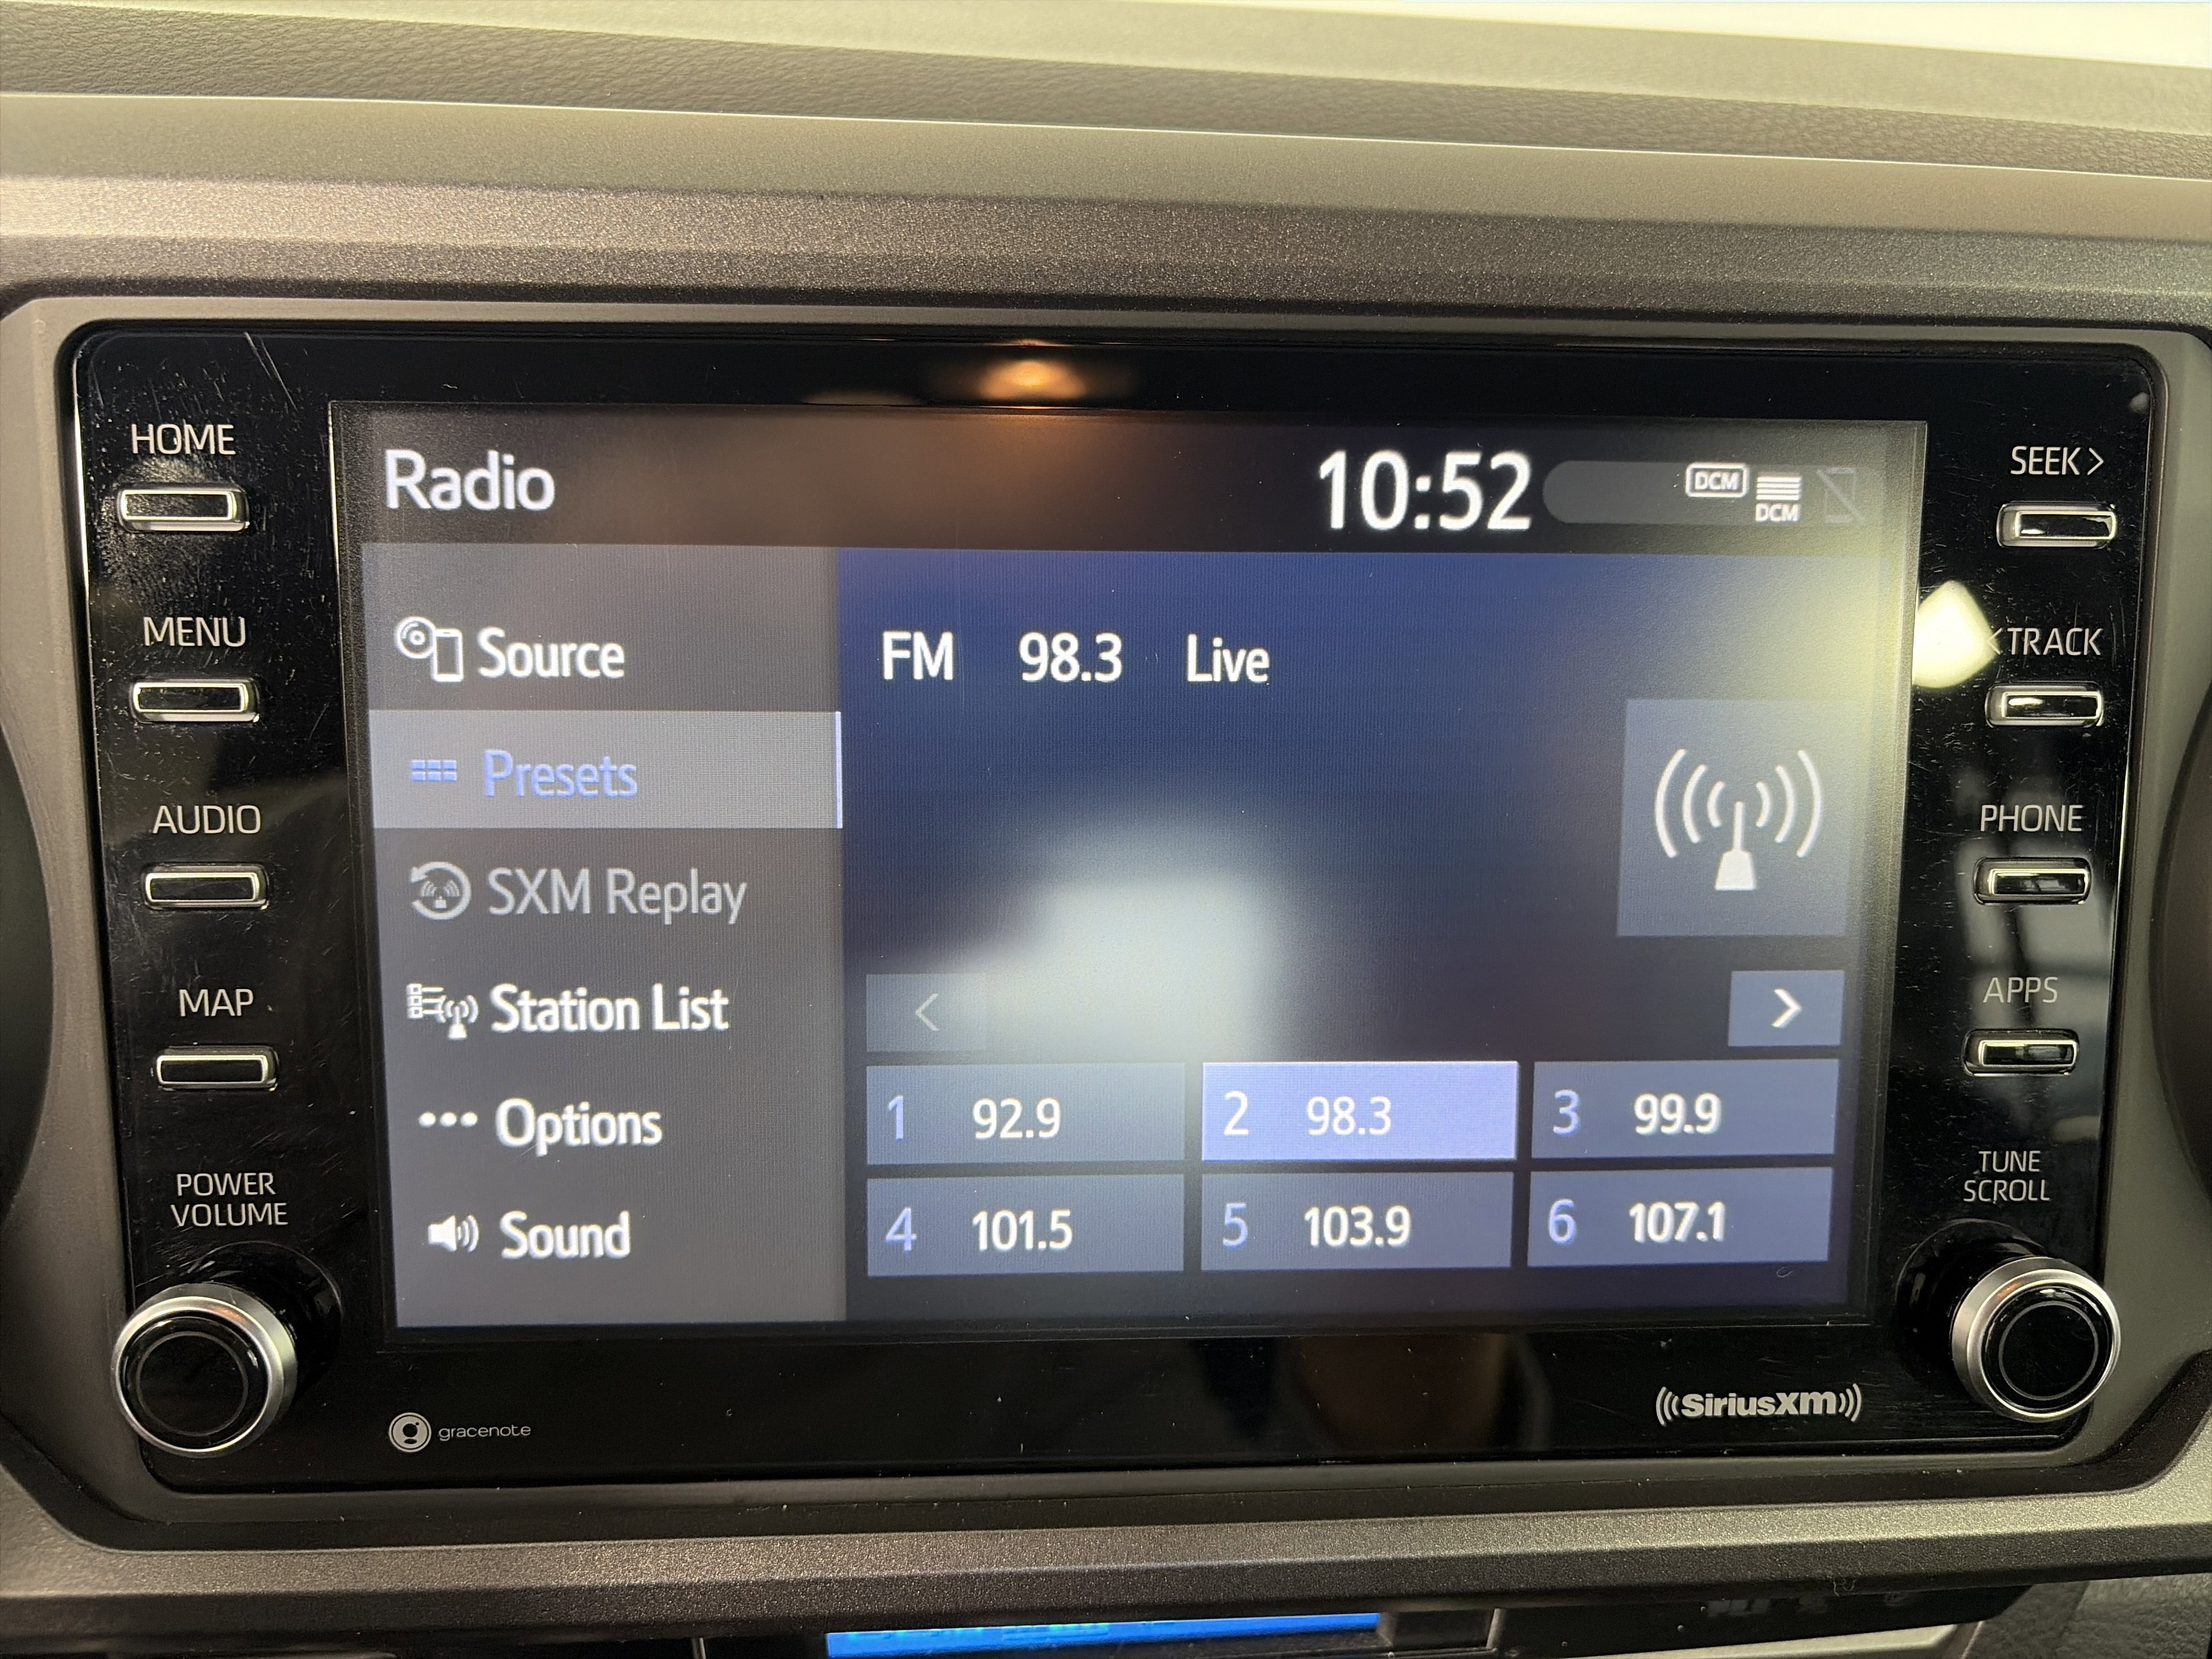 HOME
MENU
AUDIO
MAP
POWER
VOLUME
Radio
10:52
DCM
DCM
Source
Presets
SXM Replay
Station List
Options
Sound
FM 98.3 Live
<
>
1 92.9
2 98.3
3 99.9
4 101.5
5 103.9
6 107.1
SEEK >
< TRACK
PHONE
APPS
TUNE
SCROLL
gracenote
SiriusXM